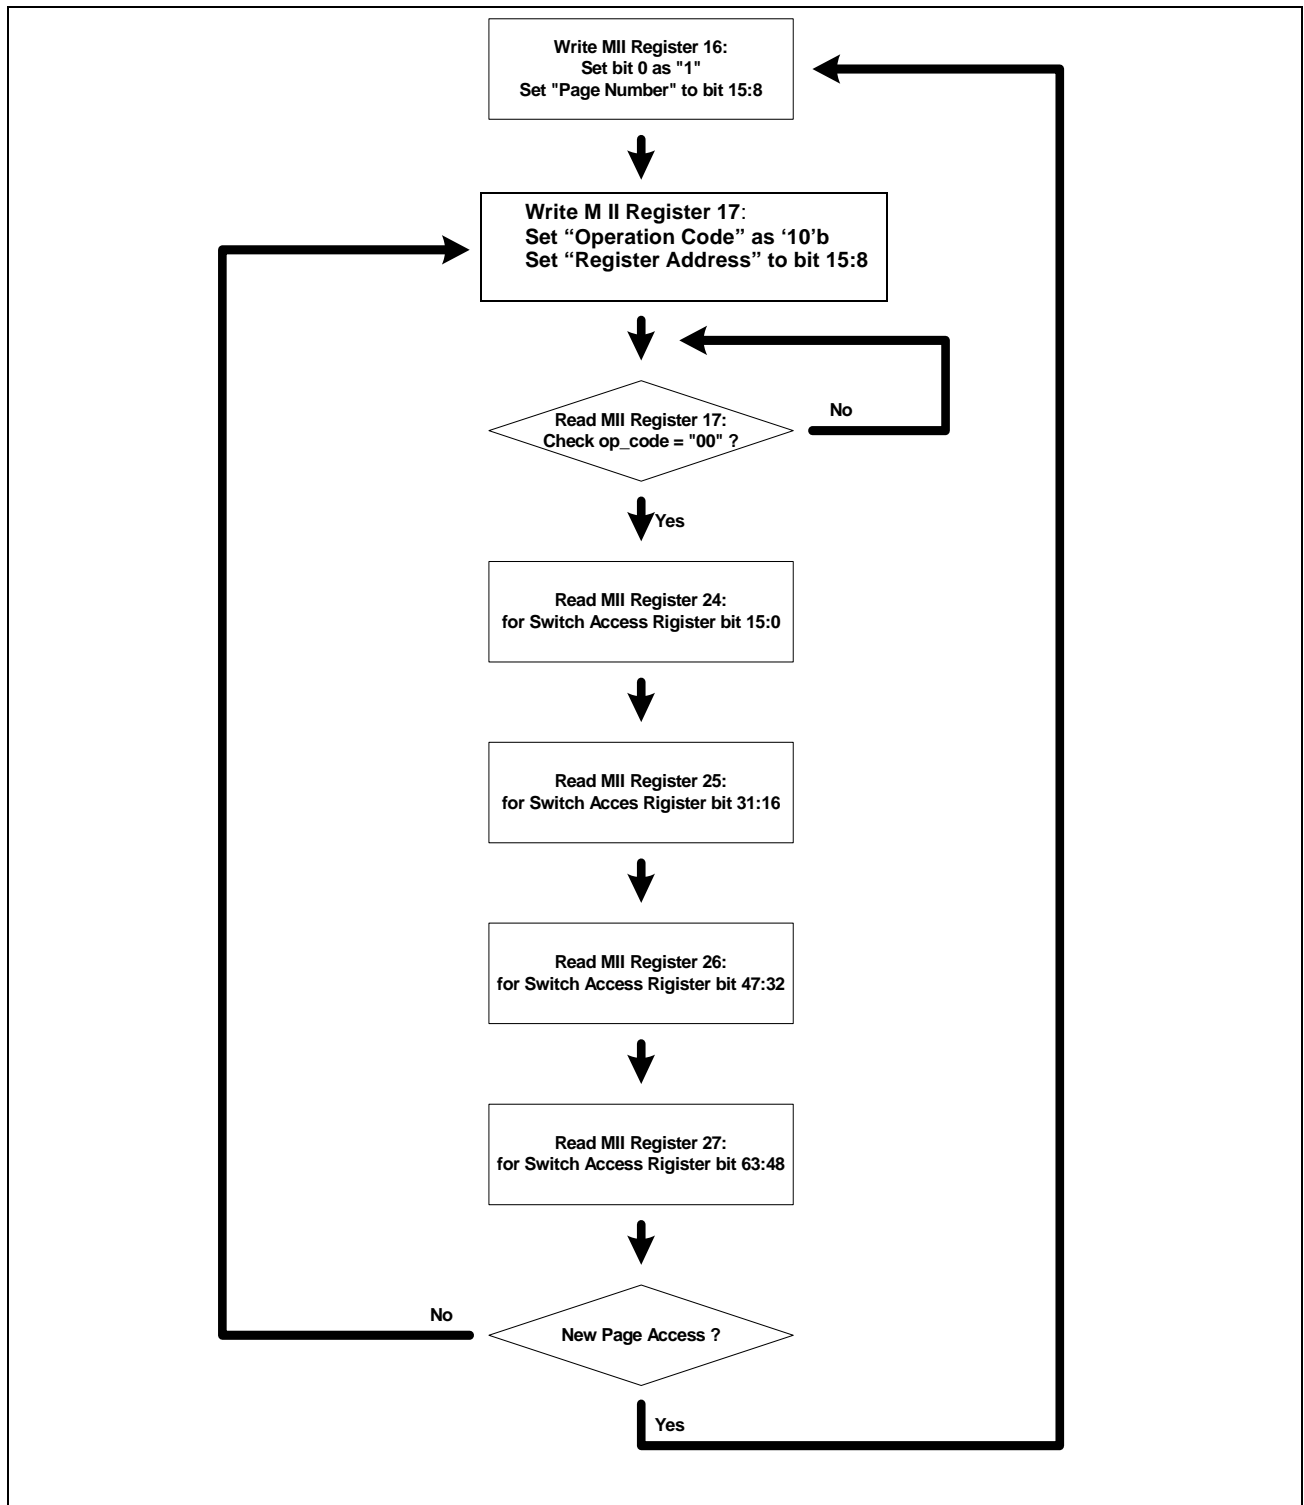 Write MII Register 16:
Set bit 0 as "1"
Set "Page Number" to bit 15:8
Write M II Register 17:
Set “Operation Code” as ‘10’b
Set “Register Address” to bit 15:8
Read MII Register 17:
Check op_code = "00" ?
No
Yes
Read MII Register 24:
for Switch Access Rigister bit 15:0
Read MII Register 25:
for Switch Acces Rigister bit 31:16
Read MII Register 26:
for Switch Access Rigister bit 47:32
Read MII Register 27:
for Switch Access Rigister bit 63:48
No
New Page Access ?
Yes